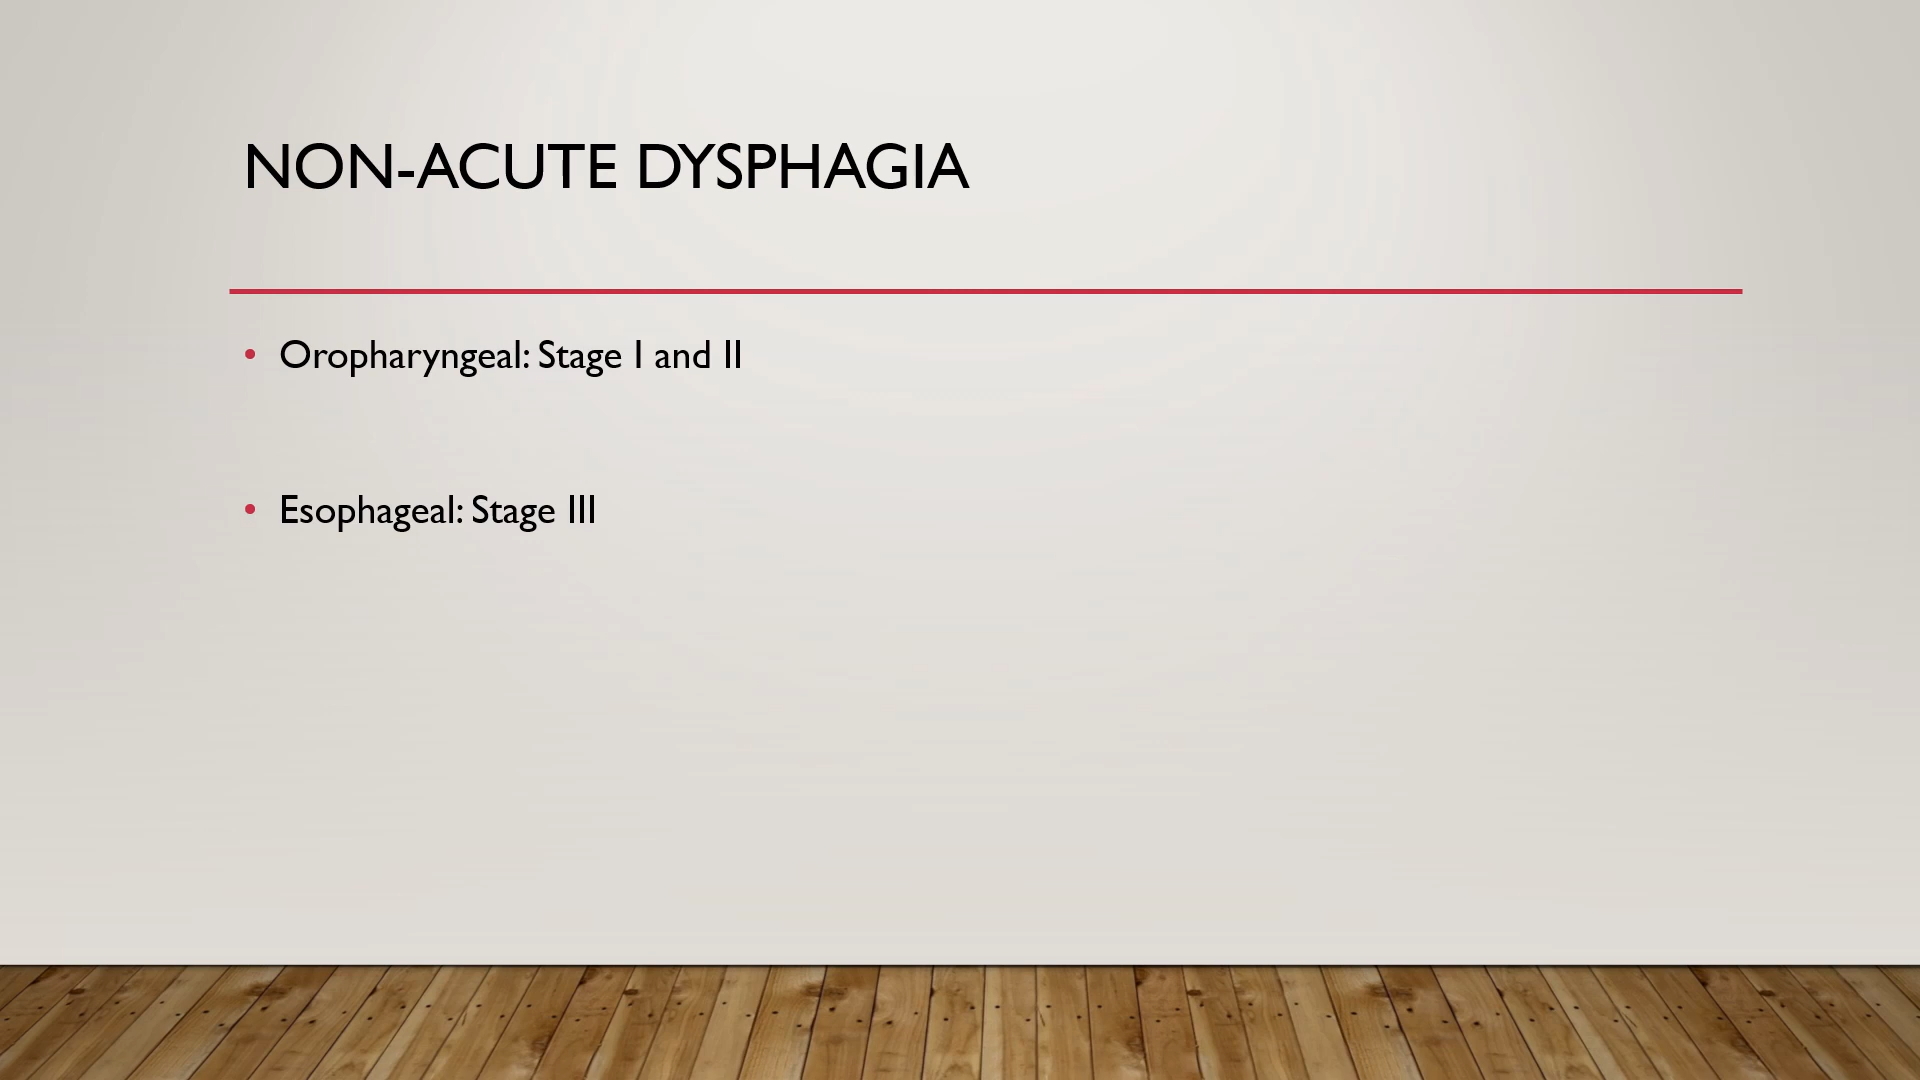 NON-ACUTE DYSPHAGIA
• Oropharyngeal: Stage I and II
• Esophageal: Stage III